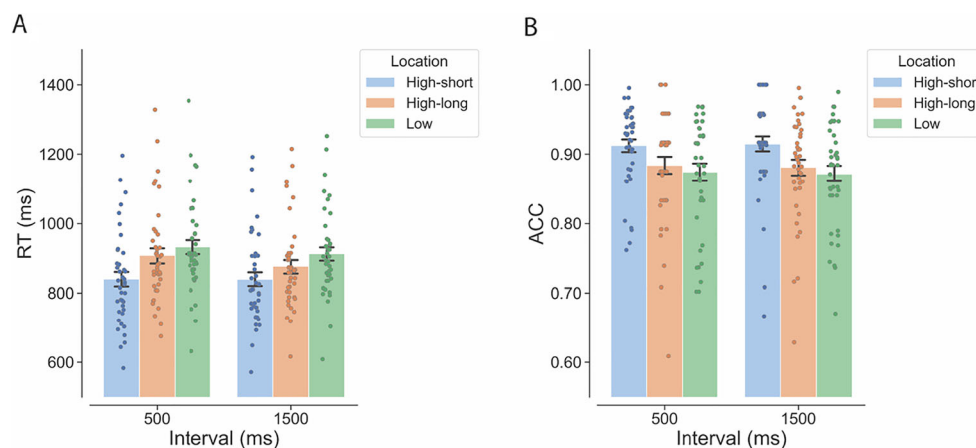 A
Location
High-short
High-long
Low
1400
1200
1000
800
600
RT (ms)
500
1500
Interval (ms)
B
Location
High-short
High-long
Low
1.00
0.90
0.80
0.70
0.60
ACC
500
1500
Interval (ms)